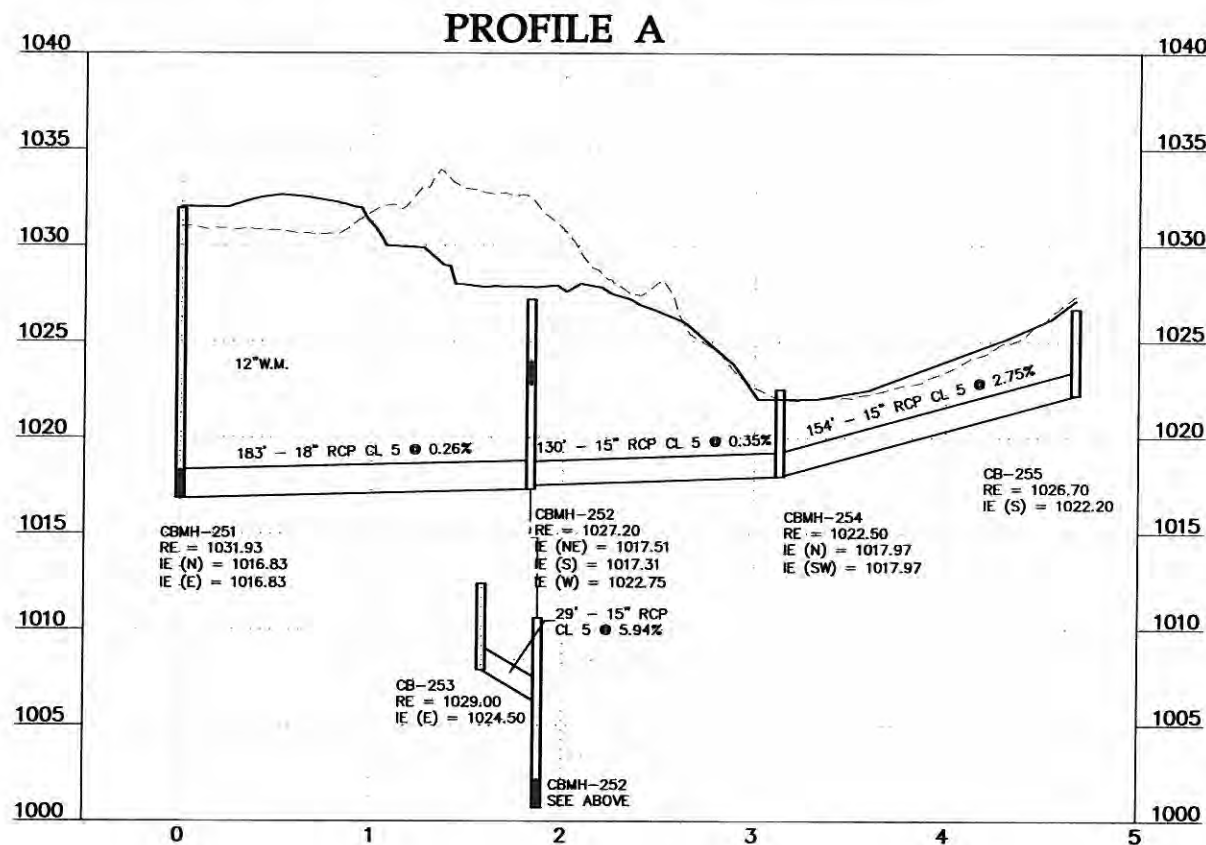 PROFILE A
1040
1040
1035
1035
1030
1030
1025
1025
12"W.M.
1020
1020
183' - 18" RCP CL 5 @ 0.26%
130' - 15" RCP CL 5 @ 0.35%
154' - 15" RCP CL 5 @ 2.75%
1015
1015
CBMH-251
RE = 1031.93
IE (N) = 1016.83
IE (E) = 1016.83
CBMH-252
RE = 1027.20
IE (NE) = 1017.51
IE (S) = 1017.31
IE (W) = 1022.75
CBMH-254
RE = 1022.50
IE (N) = 1017.97
IE (SW) = 1017.97
CB-255
RE = 1026.70
IE (S) = 1022.20
1010
1010
29' - 15" RCP
CL 5 @ 5.94%
CB-253
RE = 1029.00
IE (E) = 1024.50
1005
1005
CBMH-252
SEE ABOVE
1000
1000
0 1 2 3 4 5